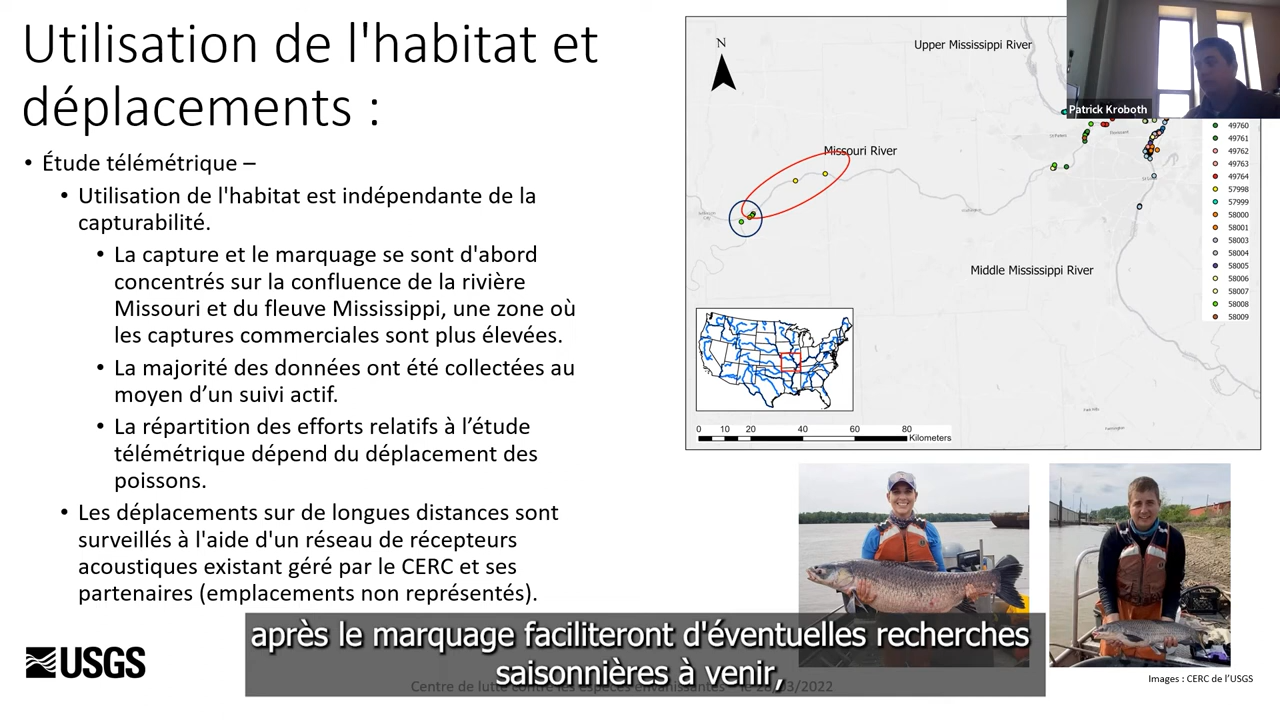 Utilisation de l'habitat et
déplacements :
• Étude télémétrique –
• Utilisation de l'habitat est indépendante de la
capturabilité.
• La capture et le marquage se sont d'abord
concentrés sur la confluence de la rivière
Missouri et du fleuve Mississippi, une zone où
les captures commerciales sont plus élevées.
• La majorité des données ont été collectées au
moyen d’un suivi actif.
• La répartition des efforts relatifs à l’étude
télémétrique dépend du déplacement des
poissons.
• Les déplacements sur de longues distances sont
surveillés à l'aide d'un réseau de récepteurs
acoustiques existant géré par le CERC et ses
partenaires (emplacements non représentés).
N
Upper Mississippi River
Missouri River
Middle Mississippi River
Patrick Kroboth
49760
49761
49762
49763
49764
57998
57999
58000
58001
58003
58004
58005
58006
58007
58008
58009
0 10 20 40 60 80
Kilometers
après le marquage faciliteront d'éventuelles recherches
saisonnières à venir,
USGS
Centre de lutte contre les espèces envahissantes – le 28/03/2022
Images : CERC de l’USGS